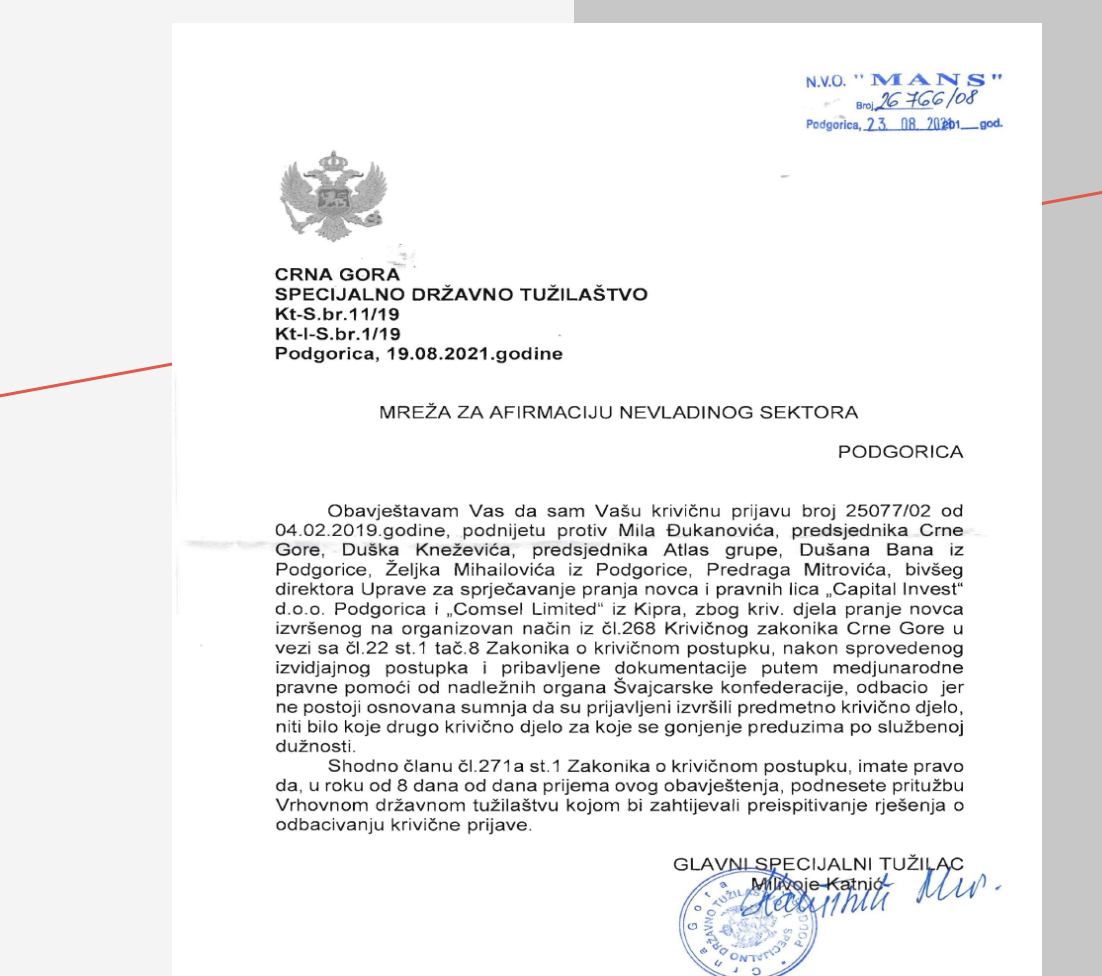 N.V.O. "MANS"
Broj 26766/08
Podgorica, 23. 08. 2021 god.
CRNA GORA
SPECIJALNO DRŽAVNO TUŽILAŠTVO
Kt-S.br.11/19
Kt-I-S.br.1/19
Podgorica, 19.08.2021.godine
MREŽA ZA AFIRMACIJU NEVLADINOG SEKTORA
PODGORICA
Obavještavam Vas da sam Vašu krivičnu prijavu broj 25077/02 od
04.02.2019.godine, podnijetu protiv Mila Đukanovića, predsjednika Crne
Gore, Duška Kneževića, predsjednika Atlas grupe, Dušana Bana iz
Podgorice, Željka Mihailovića iz Podgorice, Predraga Mitrovića, bivšeg
direktora Uprave za sprječavanje pranja novca i pravnih lica „Capital Invest“
d.o.o. Podgorica i „Comsel Limited“ iz Kipra, zbog kriv. djela pranje novca
izvršenog na organizovan način iz čl.268 Krivičnog zakonika Crne Gore u
vezi sa čl.22 st.1 tač.8 Zakonika o krivičnom postupku, nakon sprovedenog
izvidjajnog postupka i pribavljene dokumentacije putem medjunarodne
pravne pomoći od nadležnih organa Švajcarske konfederacije, odbacio jer
ne postoji osnovana sumnja da su prijavljeni izvršili predmetno krivično djelo,
niti bilo koje drugo krivično djelo za koje se gonjenje preduzima po službenoj
dužnosti.
Shodno članu čl.271a st.1 Zakonika o krivičnom postupku, imate pravo
da, u roku od 8 dana od dana prijema ovog obavještenja, podnesete pritužbu
Vrhovnom državnom tužilaštvu kojom bi zahtijevali preispitivanje rješenja o
odbacivanju krivične prijave.
GLAVNI SPECIJALNI TUŽILAC
Milivoje Katnić
Crna Gora
SPECIJALNO DRŽAVNO TUŽILAŠTVO